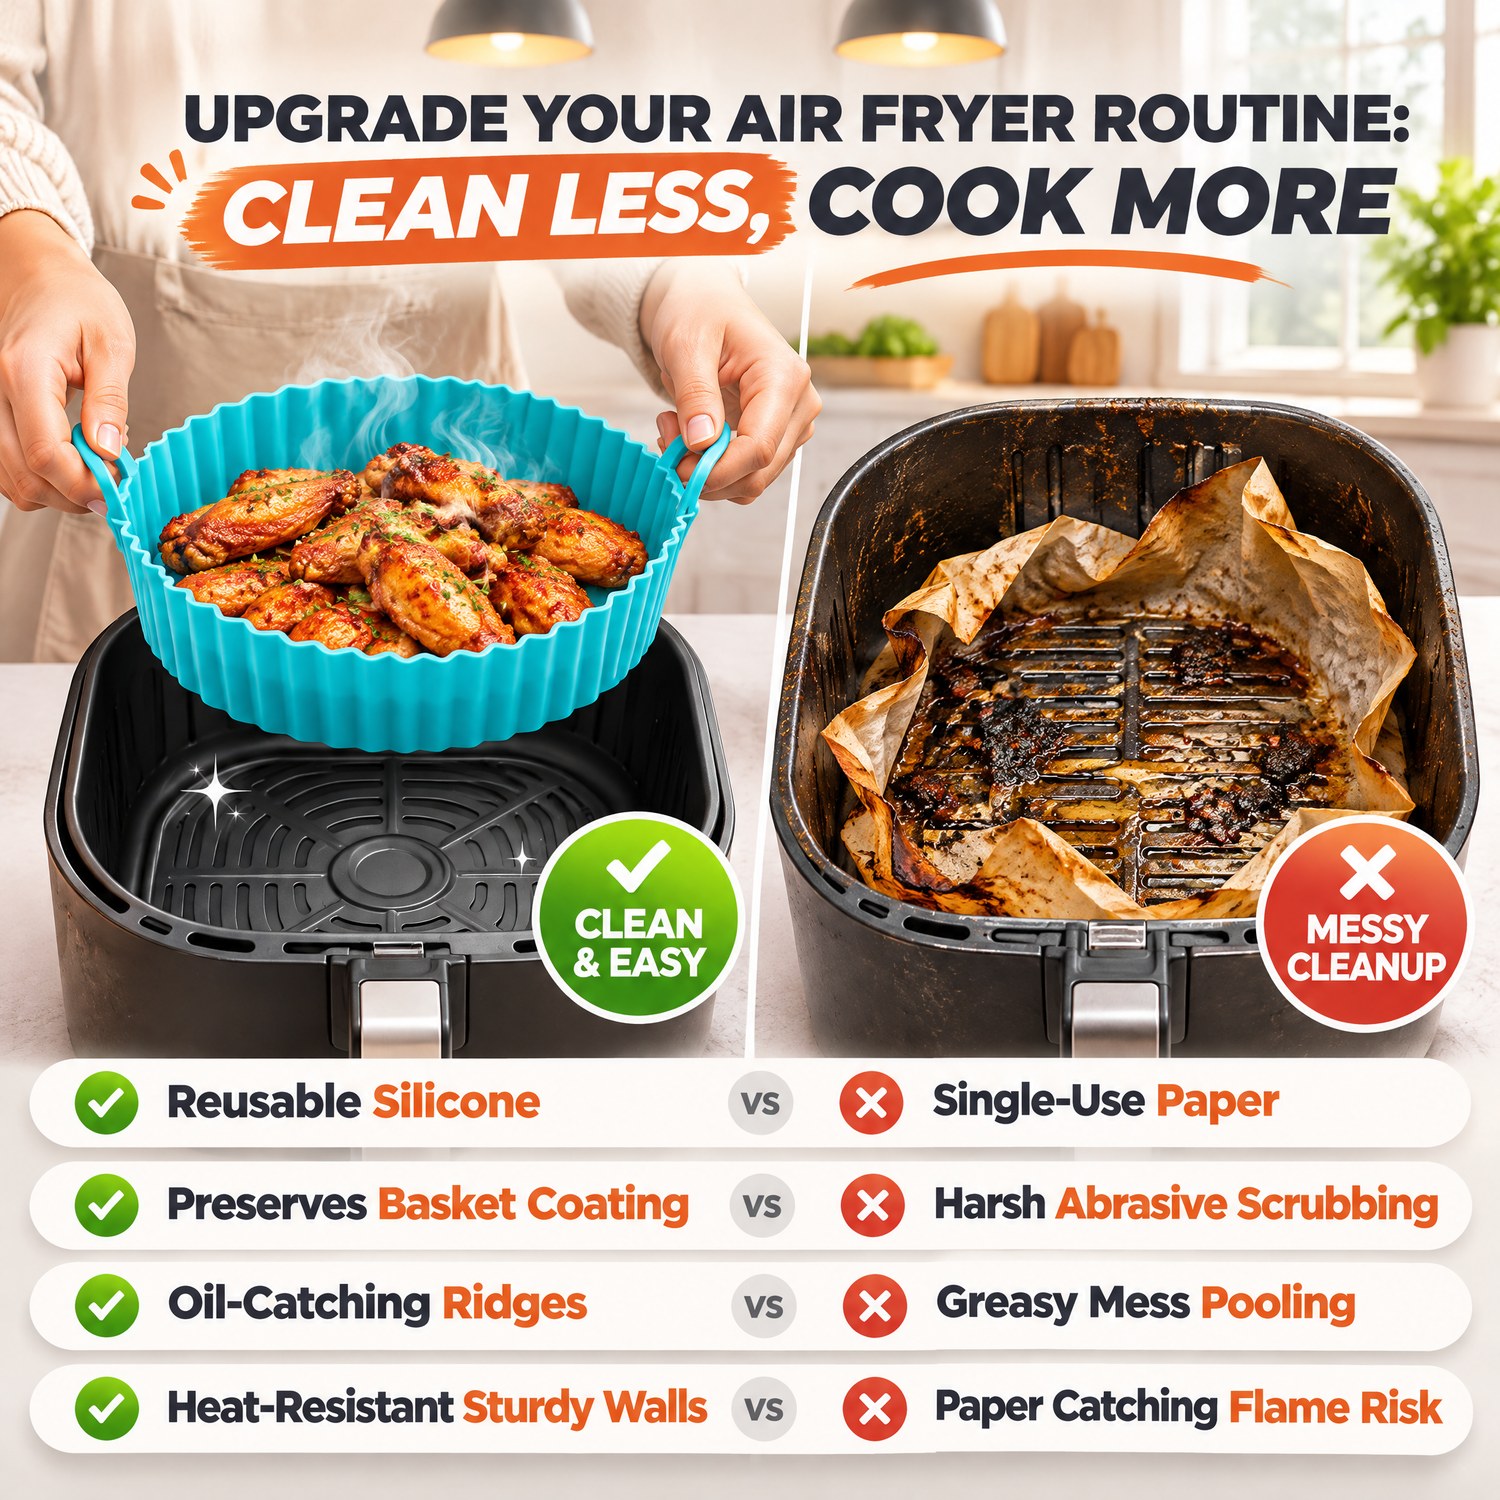 UPGRADE YOUR AIR FRYER ROUTINE:
CLEAN LESS, COOK MORE
CLEAN
& EASY
MESSY
CLEANUP
Reusable Silicone VS Single-Use Paper
Preserves Basket Coating VS Harsh Abrasive Scrubbing
Oil-Catching Ridges VS Greasy Mess Pooling
Heat-Resistant Sturdy Walls VS Paper Catching Flame Risk